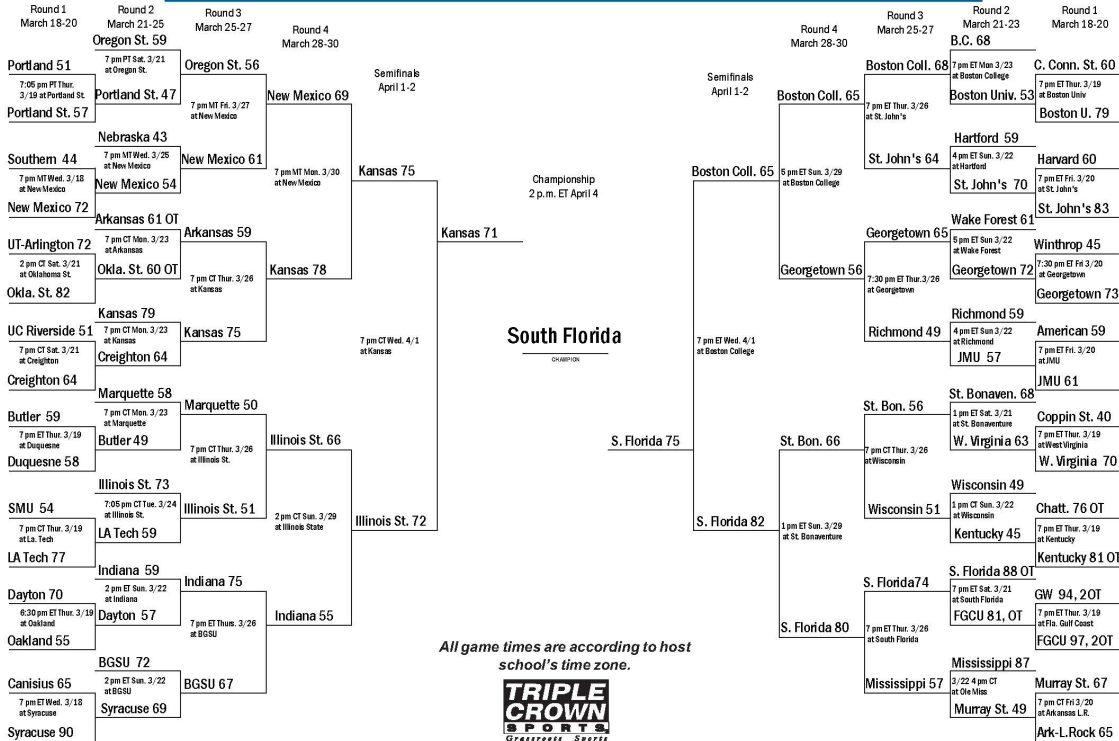 Round 1
March 18-20
Round 2
March 21-25
Round 3
March 25-27
Round 4
March 28-30
Semifinals
April 1-2
Portland 51
7:05 pm PT Thur.
3/19 at Portland St.
Portland St. 57
Southern 44
7 pm MT Wed. 3/18
at New Mexico
New Mexico 72
UT-Arlington 72
2 pm CT Sat. 3/21
at Oklahoma St.
Okla. St. 82
UC Riverside 51
7 pm CT Sat. 3/21
at Creighton
Creighton 64
Butler 59
7 pm ET Thur. 3/19
at Duquesne
Duquesne 58
SMU 54
7 pm CT Thur. 3/19
at La. Tech
LA Tech 77
Dayton 70
6:30 pm ET Thur. 3/19
at Oakland
Oakland 55
Canisius 65
7 pm ET Wed. 3/18
at Syracuse
Syracuse 90
Oregon St. 59
7 pm PT Sat. 3/21
at Oregon St.
Portland St. 47
Nebraska 43
7 pm MT Wed. 3/25
at New Mexico
New Mexico 54
Arkansas 61 OT
7 pm CT Mon. 3/23
at Arkansas
Okla. St. 60 OT
Kansas 79
7 pm CT Mon. 3/23
at Kansas
Creighton 64
Marquette 58
7 pm CT Mon. 3/23
at Marquette
Butler 49
Illinois St. 73
7:05 pm CT Tue. 3/24
at Illinois St.
LA Tech 59
Indiana 59
2 pm ET Sun. 3/22
at Indiana
Dayton 57
BGSU 72
2 pm ET Sun. 3/22
at BGSU
Syracuse 69
Oregon St. 56
7 pm MT Fri. 3/27
at New Mexico
New Mexico 61
Arkansas 59
7 pm CT Thur. 3/26
at Kansas
Kansas 75
Marquette 50
7 pm CT Thur. 3/26
at Illinois St.
Illinois St. 51
Indiana 75
7 pm ET Thurs. 3/26
at BGSU
BGSU 67
New Mexico 69
7 pm MT Mon. 3/30
at New Mexico
Kansas 78
Illinois St. 66
2 pm CT Sun. 3/29
at Illinois State
Indiana 55
Kansas 75
7 pm CT Wed. 4/1
at Kansas
Illinois St. 72
Kansas 71
Championship
2 p.m. ET April 4
South Florida
CHAMPION
S. Florida 75
All game times are according to host
school's time zone.
TRIPLE
CROWN
SPORTS
Grassroots Sports
Semifinals
April 1-2
Round 4
March 28-30
Round 3
March 25-27
Round 2
March 21-23
Round 1
March 18-20
Boston Coll. 65
7 pm ET Wed. 4/1
at Boston College
S. Florida 82
Boston Coll. 65
5 pm ET Sun. 3/29
at Boston College
Georgetown 56
St. Bon. 66
1 pm ET Sun. 3/29
at St. Bonaventure
S. Florida 80
Boston Coll. 68
7 pm ET Thur. 3/26
at St. John's
St. John's 64
Georgetown 65
7:30 pm ET Thur.3/26
at Georgetown
Richmond 49
St. Bon. 56
7 pm CT Thur. 3/26
at Wisconsin
Wisconsin 51
S. Florida74
7 pm ET Thur. 3/26
at South Florida
Mississippi 57
B.C. 68
7 pm ET Mon 3/23
at Boston College
Boston Univ. 53
Hartford 59
4 pm ET Sun. 3/22
at Hartford
St. John's 70
Wake Forest 61
5 pm ET Sun 3/22
at Wake Forest
Georgetown 72
Richmond 59
4 pm ET Sun 3/22
at Richmond
JMU 57
St. Bonaven. 68
1 pm ET Sat. 3/21
at St. Bonaventure
W. Virginia 63
Wisconsin 49
1 pm CT Sun. 3/22
at Wisconsin
Kentucky 45
S. Florida 88 OT
7 pm ET Sat. 3/21
at South Florida
FGCU 81, OT
Mississippi 87
3/22 4 pm CT
at Ole Miss
Murray St. 49
C. Conn. St. 60
7 pm ET Thur. 3/19
at Boston Univ
Boston U. 79
Harvard 60
7 pm ET Fri. 3/20
at St. John's
St. John's 83
Winthrop 45
7:30 pm ET Fri 3/20
at Georgetown
Georgetown 73
American 59
7 pm ET Fri. 3/20
at JMU
JMU 61
Coppin St. 40
7 pm ET Thur. 3/19
at West Virginia
W. Virginia 70
Chatt. 76 OT
7 pm ET Thur. 3/19
at Kentucky
Kentucky 81 OT
GW 94, 2OT
7 pm ET Thur. 3/19
at Fla. Gulf Coast
FGCU 97, 2OT
Murray St. 67
7 pm CT Fri 3/20
at Arkansas L.R.
Ark-L.Rock 65